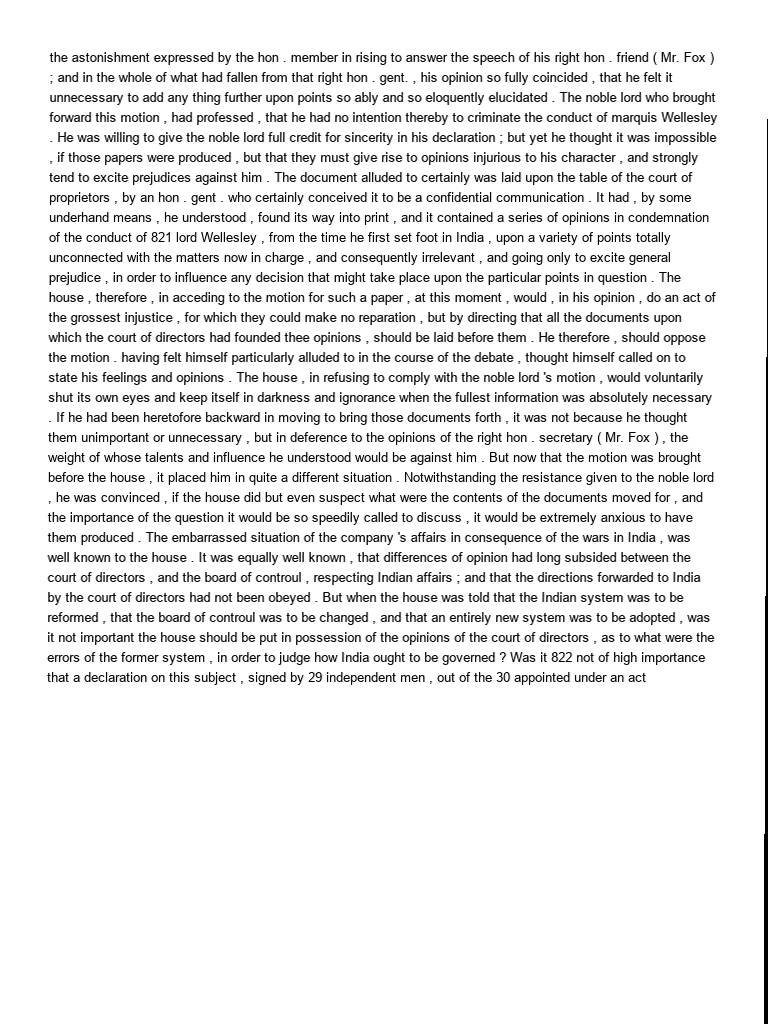 the astonishment expressed by the hon . member in rising to answer the speech of his right hon . friend ( Mr. Fox )
; and in the whole of what had fallen from that right hon . gent. , his opinion so fully coincided , that he felt it
unnecessary to add any thing further upon points so ably and so eloquently elucidated . The noble lord who brought
forward this motion , had professed , that he had no intention thereby to criminate the conduct of marquis Wellesley
. He was willing to give the noble lord full credit for sincerity in his declaration ; but yet he thought it was impossible
, if those papers were produced , but that they must give rise to opinions injurious to his character , and strongly
tend to excite prejudices against him . The document alluded to certainly was laid upon the table of the court of
proprietors , by an hon . gent . who certainly conceived it to be a confidential communication . It had , by some
underhand means , he understood , found its way into print , and it contained a series of opinions in condemnation
of the conduct of 821 lord Wellesley , from the time he first set foot in India , upon a variety of points totally
unconnected with the matters now in charge , and consequently irrelevant , and going only to excite general
prejudice , in order to influence any decision that might take place upon the particular points in question . The
house , therefore , in acceding to the motion for such a paper , at this moment , would , in his opinion , do an act of
the grossest injustice , for which they could make no reparation , but by directing that all the documents upon
which the court of directors had founded thee opinions , should be laid before them . He therefore , should oppose
the motion . having felt himself particularly alluded to in the course of the debate , thought himself called on to
state his feelings and opinions . The house , in refusing to comply with the noble lord 's motion , would voluntarily
shut its own eyes and keep itself in darkness and ignorance when the fullest information was absolutely necessary
. If he had been heretofore backward in moving to bring those documents forth , it was not because he thought
them unimportant or unnecessary , but in deference to the opinions of the right hon . secretary ( Mr. Fox ) , the
weight of whose talents and influence he understood would be against him . But now that the motion was brought
before the house , it placed him in quite a different situation . Notwithstanding the resistance given to the noble lord
, he was convinced , if the house did but even suspect what were the contents of the documents moved for , and
the importance of the question it would be so speedily called to discuss , it would be extremely anxious to have
them produced . The embarrassed situation of the company 's affairs in consequence of the wars in India , was
well known to the house . It was equally well known , that differences of opinion had long subsided between the
court of directors , and the board of controul , respecting Indian affairs ; and that the directions forwarded to India
by the court of directors had not been obeyed . But when the house was told that the Indian system was to be
reformed , that the board of controul was to be changed , and that an entirely new system was to be adopted , was
it not important the house should be put in possession of the opinions of the court of directors , as to what were the
errors of the former system , in order to judge how India ought to be governed ? Was it 822 not of high importance
that a declaration on this subject , signed by 29 independent men , out of the 30 appointed under an act